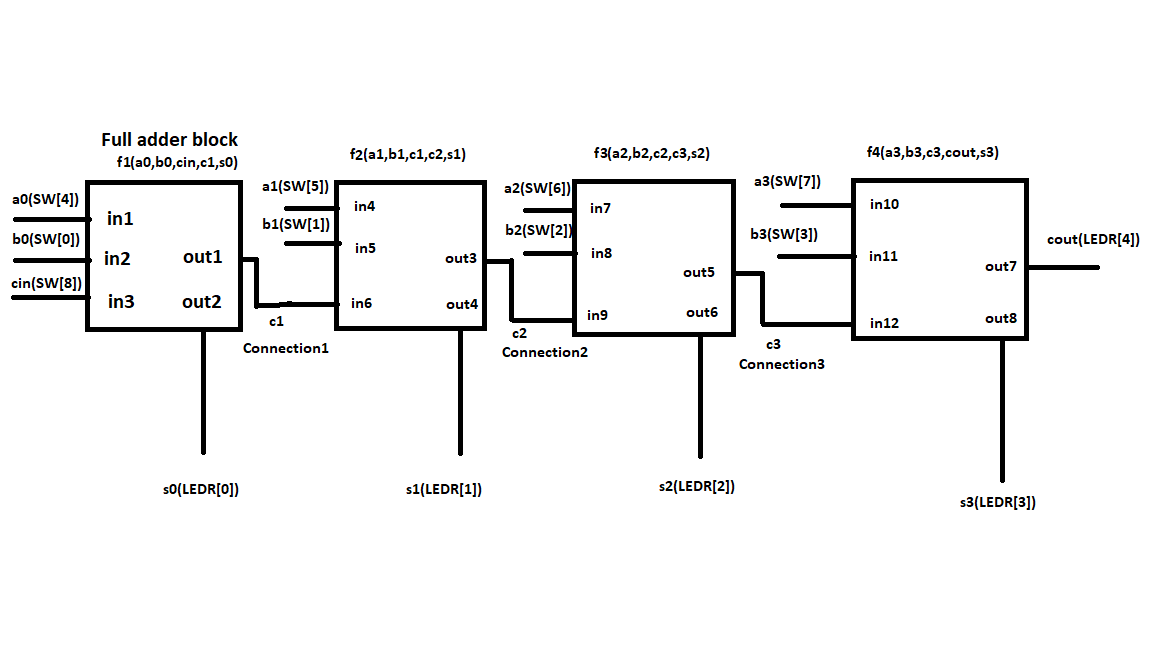 Full adder block
f1(a0,b0,cin,c1,s0)
a0(SW[4])
b0(SW[0])
cin(SW[8])
in1
in2
in3
out1
out2
s0(LEDR[0])
c1
Connection1
f2(a1,b1,c1,c2,s1)
a1(SW[5])
b1(SW[1])
in4
in5
in6
out3
out4
s1(LEDR[1])
c2
Connection2
f3(a2,b2,c2,c3,s2)
a2(SW[6])
b2(SW[2])
in7
in8
in9
out5
out6
s2(LEDR[2])
c3
Connection3
f4(a3,b3,c3,cout,s3)
a3(SW[7])
b3(SW[3])
in10
in11
in12
out7
out8
cout(LEDR[4])
s3(LEDR[3])